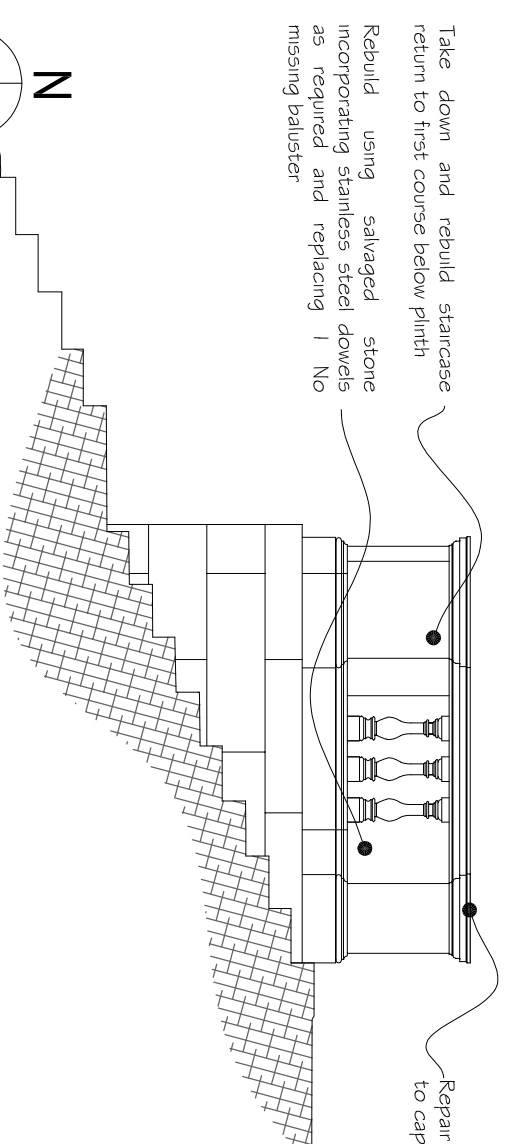 Take down and rebuild staircase
return to first course below plinth
Rebuild using salvaged stone
incorporating stainless steel dowels
as required and replacing 1 No
missing baluster
Repair
to cap
N